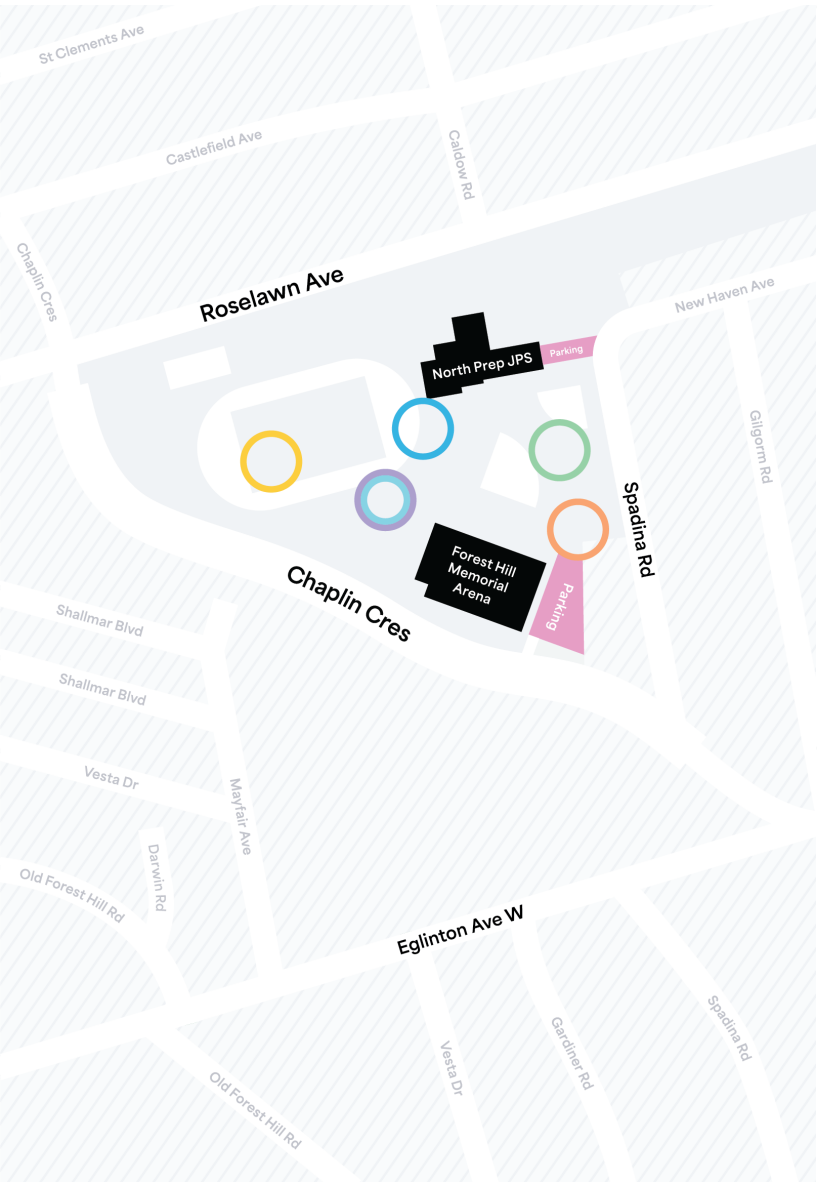 St Clements Ave
Castlefield Ave
Caldow Rd
Chaplin Cres
Roselawn Ave
New Haven Ave
North Prep JPS
Parking
Gilgorm Rd
Spadina Rd
Forest Hill
Memorial
Arena
Parking
Chaplin Cres
Shallmar Blvd
Shallmar Blvd
Vesta Dr
Mayfair Ave
Darwin Rd
Old Forest Hill Rd
Eglinton Ave W
Spadina Rd
Gardiner Rd
Vesta Dr
Old Forest Hill Rd